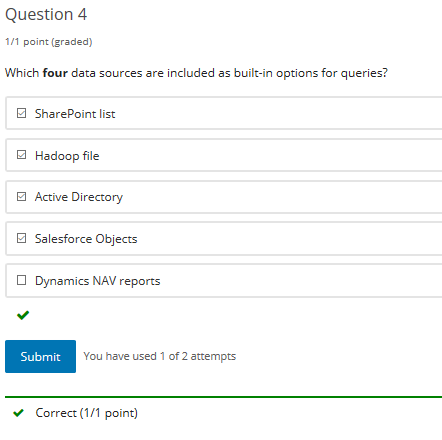 Question 4
1/1 point (graded)
Which four data sources are included as built-in options for queries?
SharePoint list
Hadoop file
Active Directory
Salesforce Objects
Dynamics NAV reports
Submit You have used 1 of 2 attempts
Correct (1/1 point)